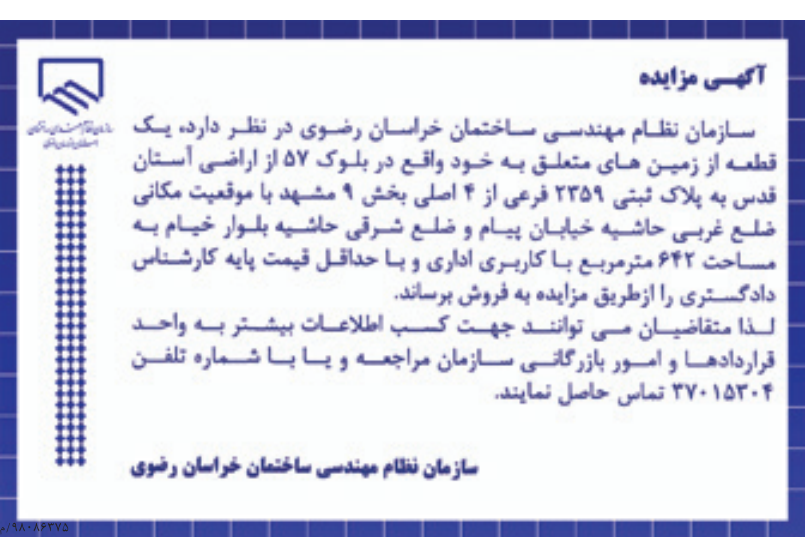 آگهی مزایده
سازمان نظام مهندسی ساختمان خراسان رضوی در نظر دارد، یک
قطعه از زمین های متعلق به خود واقع در بلوک ۵۷ از اراضی آستان
قدس به پلاک ثبتی ۲۳۵۹ فرعی از ۴ اصلی بخش ۹ مشهد با موقعیت مکانی
ضلع غربی حاشیه خیابان پیام و ضلع شرقی حاشیه بلوار خیام به
مساحت ۶۴۲ مترمربع با کاربری اداری و با حداقل قیمت پایه کارشناس
دادگستری را ازطریق مزایده به فروش برساند.
لذا متقاضیان می توانند جهت کسب اطلاعات بیشتر به واحد
قراردادها و امور بازرگانی سازمان مراجعه و یا با شماره تلفن
۳۷۰۱۵۳۰۴ تماس حاصل نمایند.
سازمان نظام مهندسی ساختمان خراسان رضوی
۹۸۰۸۶۳۷۵/م